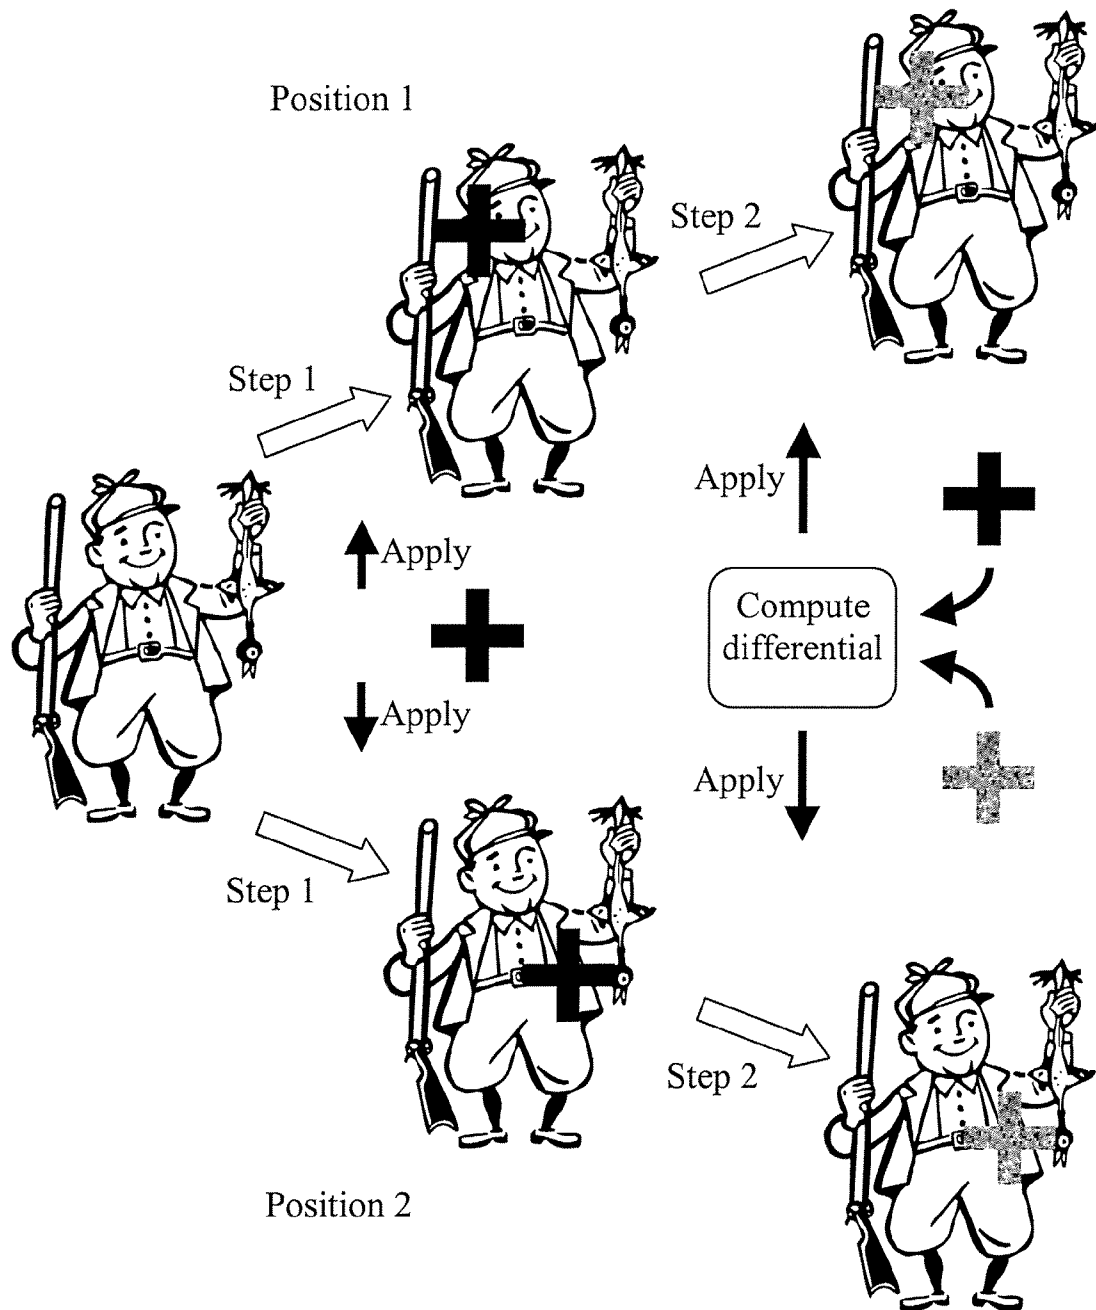 Position 1
Step 2
Step 1
Apply
Apply
Compute
differential
Apply
Apply
Step 1
Step 2
Position 2